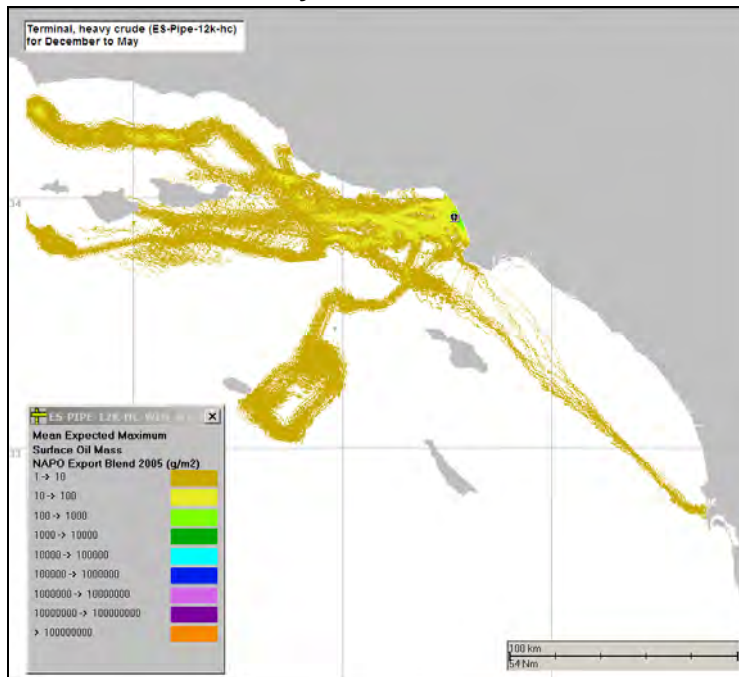 Terminal, heavy crude (ES-Pipe-12k-hc)
for December to May
34
33
Mean Expected Maximum
Surface Oil Mass
NAPO Export Blend 2005 (g/m2)
1 -> 10
10 -> 100
100 -> 1000
1000 -> 10000
10000 -> 100000
100000 -> 1000000
1000000 -> 10000000
10000000 -> 100000000
> 100000000
100 km
54 Nm